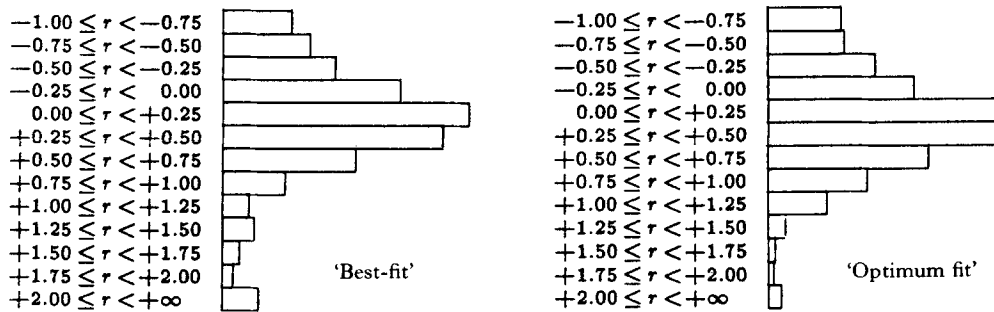 −1.00 ≤ r < −0.75
−0.75 ≤ r < −0.50
−0.50 ≤ r < −0.25
−0.25 ≤ r < 0.00
0.00 ≤ r < +0.25
+0.25 ≤ r < +0.50
+0.50 ≤ r < +0.75
+0.75 ≤ r < +1.00
+1.00 ≤ r < +1.25
+1.25 ≤ r < +1.50
+1.50 ≤ r < +1.75
+1.75 ≤ r < +2.00
+2.00 ≤ r < +∞
‘Best-fit’
−1.00 ≤ r < −0.75
−0.75 ≤ r < −0.50
−0.50 ≤ r < −0.25
−0.25 ≤ r < 0.00
0.00 ≤ r < +0.25
+0.25 ≤ r < +0.50
+0.50 ≤ r < +0.75
+0.75 ≤ r < +1.00
+1.00 ≤ r < +1.25
+1.25 ≤ r < +1.50
+1.50 ≤ r < +1.75
+1.75 ≤ r < +2.00
+2.00 ≤ r < +∞
‘Optimum fit’